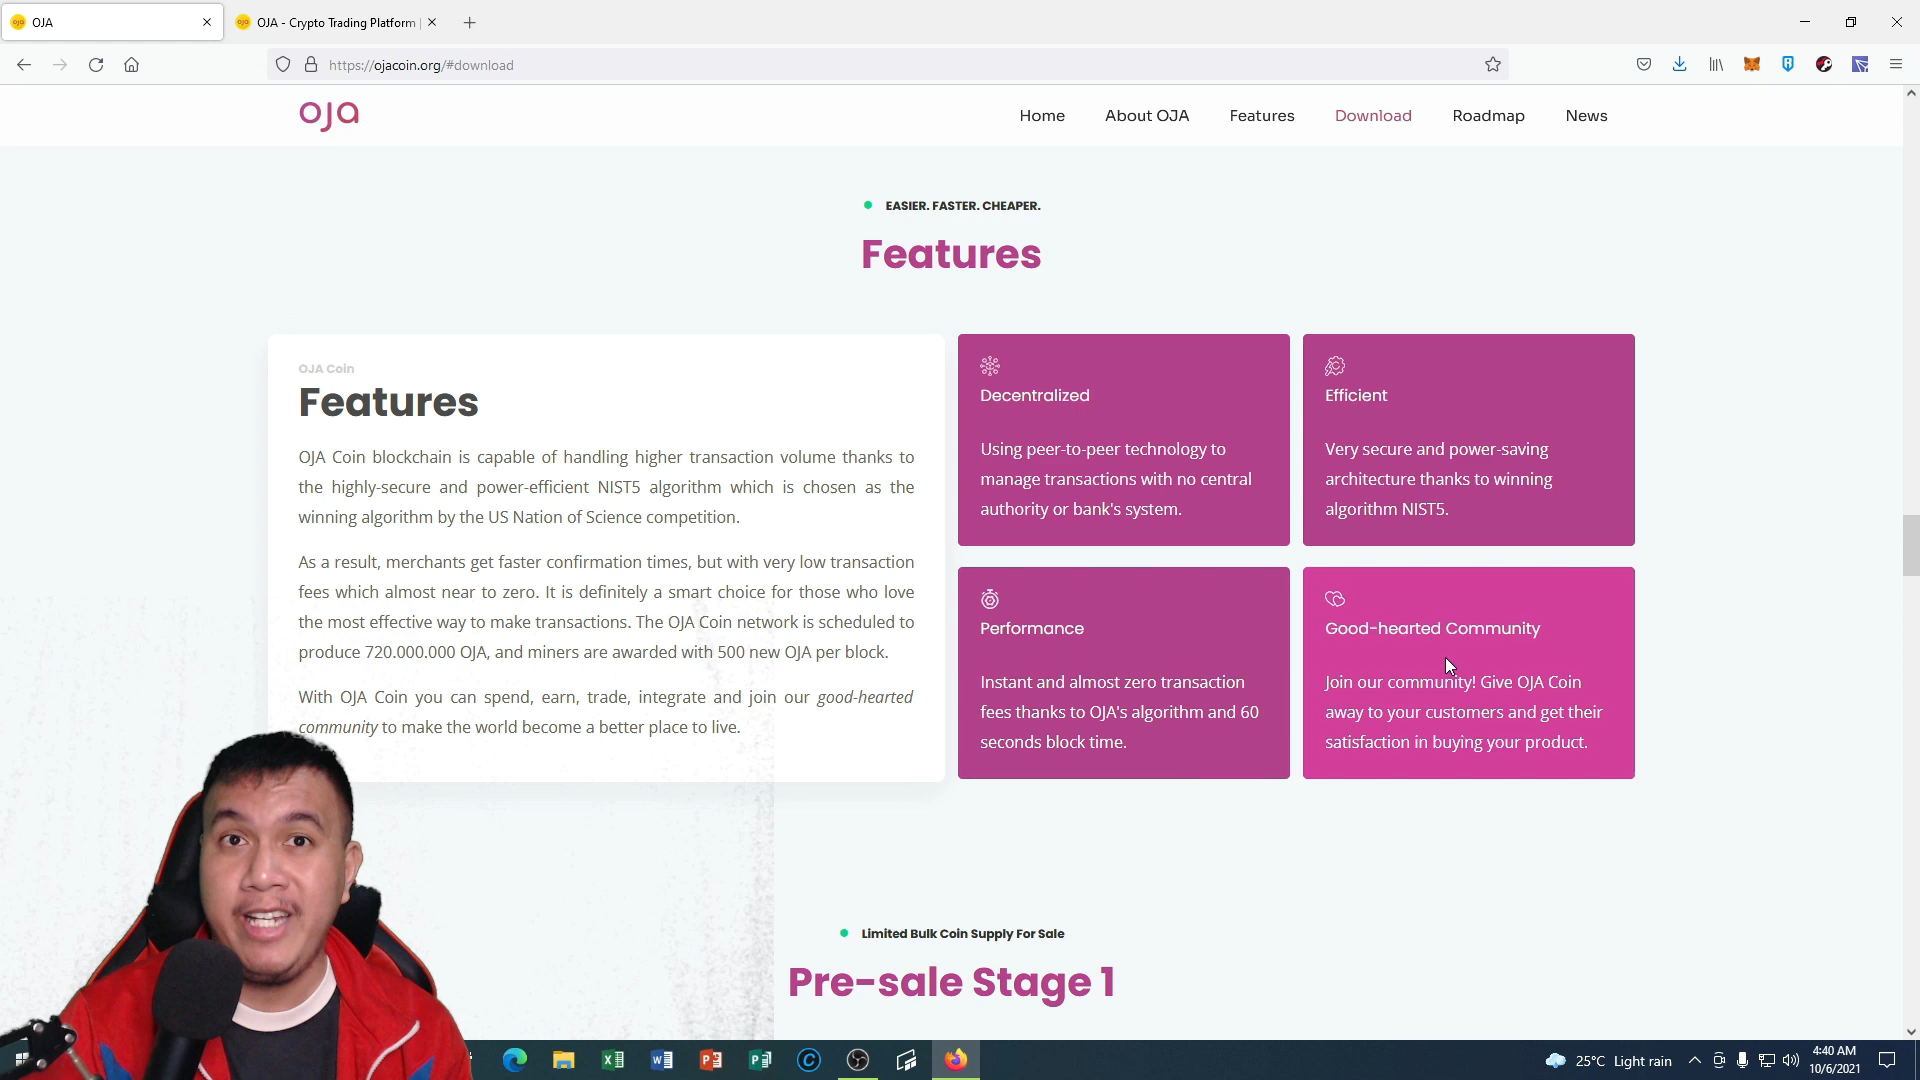 OJA
OJA - Crypto Trading Platform |
https://ojacoin.org/#download
oja
Home
About OJA
Features
Download
Roadmap
News
EASIER. FASTER. CHEAPER.
Features
OJA Coin
Features
OJA Coin blockchain is capable of handling higher transaction volume thanks to
the highly-secure and power-efficient NIST5 algorithm which is chosen as the
winning algorithm by the US Nation of Science competition.
As a result, merchants get faster confirmation times, but with very low transaction
fees which almost near to zero. It is definitely a smart choice for those who love
the most effective way to make transactions. The OJA Coin network is scheduled to
produce 720.000.000 OJA, and miners are awarded with 500 new OJA per block.
With OJA Coin you can spend, earn, trade, integrate and join our good-hearted
community to make the world become a better place to live.
Decentralized
Using peer-to-peer technology to
manage transactions with no central
authority or bank's system.
Efficient
Very secure and power-saving
architecture thanks to winning
algorithm NIST5.
Performance
Instant and almost zero transaction
fees thanks to OJA's algorithm and 60
seconds block time.
Good-hearted Community
Join our community! Give OJA Coin
away to your customers and get their
satisfaction in buying your product.
Limited Bulk Coin Supply For Sale
Pre-sale Stage 1
25°C Light rain
4:40 AM
10/6/2021